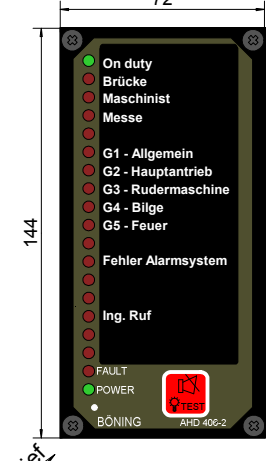 72
144
On duty
Brücke
Maschinist
Messe
G1 - Allgemein
G2 - Hauptantrieb
G3 - Rudermaschine
G4 - Bilge
G5 - Feuer
Fehler Alarmsystem
Ing. Ruf
FAULT
POWER
TEST
BÖNING
AHD 406-2